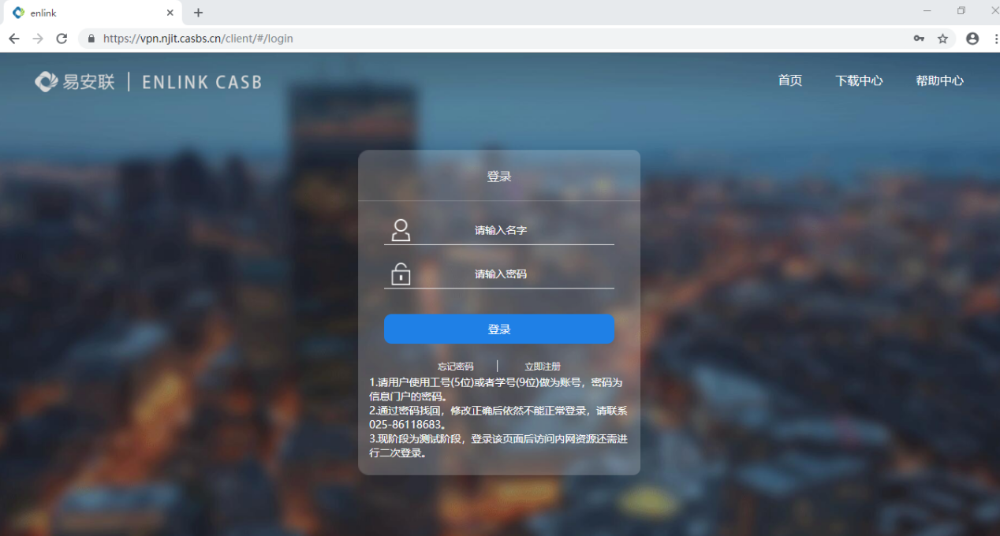 enlink
https://vpn.njit.casbs.cn/client/#/login
易安联 | ENLINK CASB
首页 下载中心 帮助中心
登录
请输入名字
请输入密码
登录
忘记密码 | 立即注册
1.请用户使用工号(5位)或者学号(9位)做为账号，密码为
信息门户的密码。
2.通过密码找回，修改正确后依然不能正常登录，请联系
025-86118683。
3.现阶段为测试阶段，登录该页面后访问内网资源还需进
行二次登录。